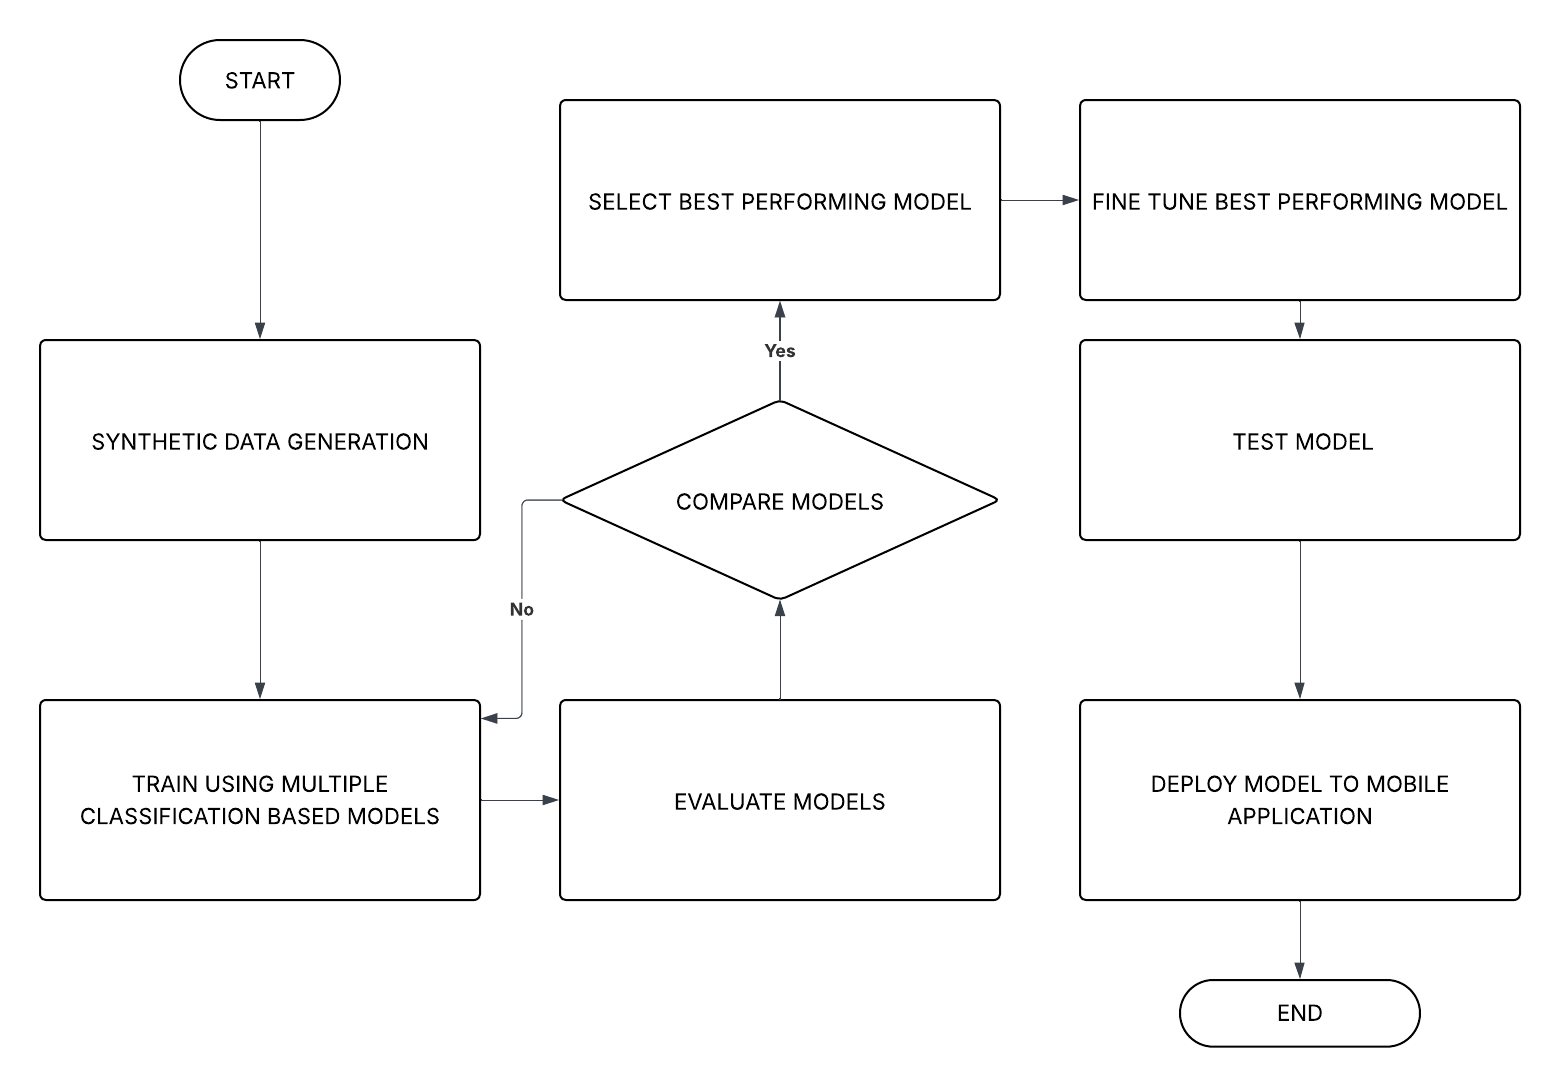 START
SYNTHETIC DATA GENERATION
TRAIN USING MULTIPLE
CLASSIFICATION BASED MODELS
EVALUATE MODELS
COMPARE MODELS
No
Yes
SELECT BEST PERFORMING MODEL
FINE TUNE BEST PERFORMING MODEL
TEST MODEL
DEPLOY MODEL TO MOBILE
APPLICATION
END